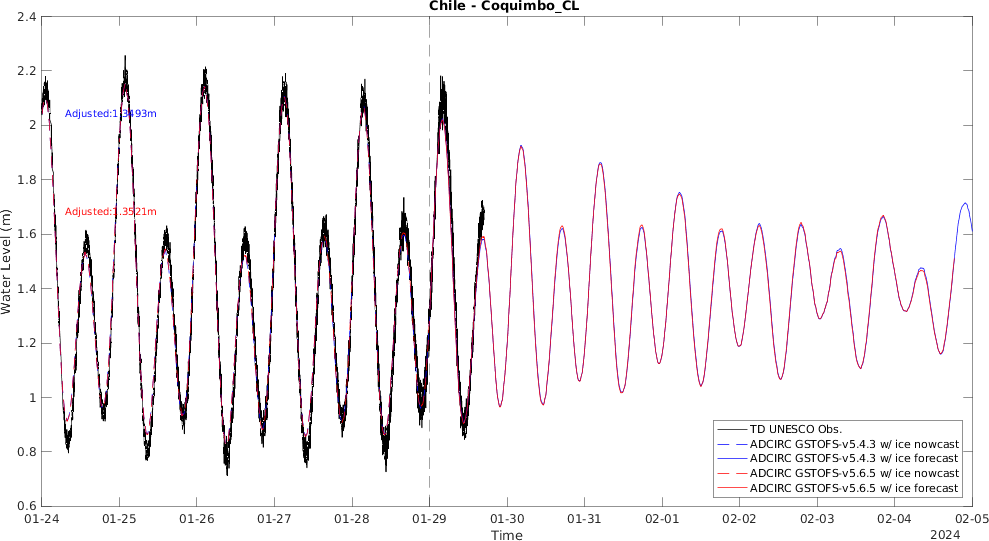 Chile - Coquimbo_CL
2.4
2.2
2
1.8
1.6
1.4
1.2
1
0.8
0.6
Water Level (m)
Adjusted:1.3493m
Adjusted:1.3521m
TD UNESCO Obs.
ADCIRC GSTOFS-v5.4.3 w/ ice nowcast
ADCIRC GSTOFS-v5.4.3 w/ ice forecast
ADCIRC GSTOFS-v5.6.5 w/ ice nowcast
ADCIRC GSTOFS-v5.6.5 w/ ice forecast
01-24 01-25 01-26 01-27 01-28 01-29 01-30 01-31 02-01 02-02 02-03 02-04 02-05
Time
2024